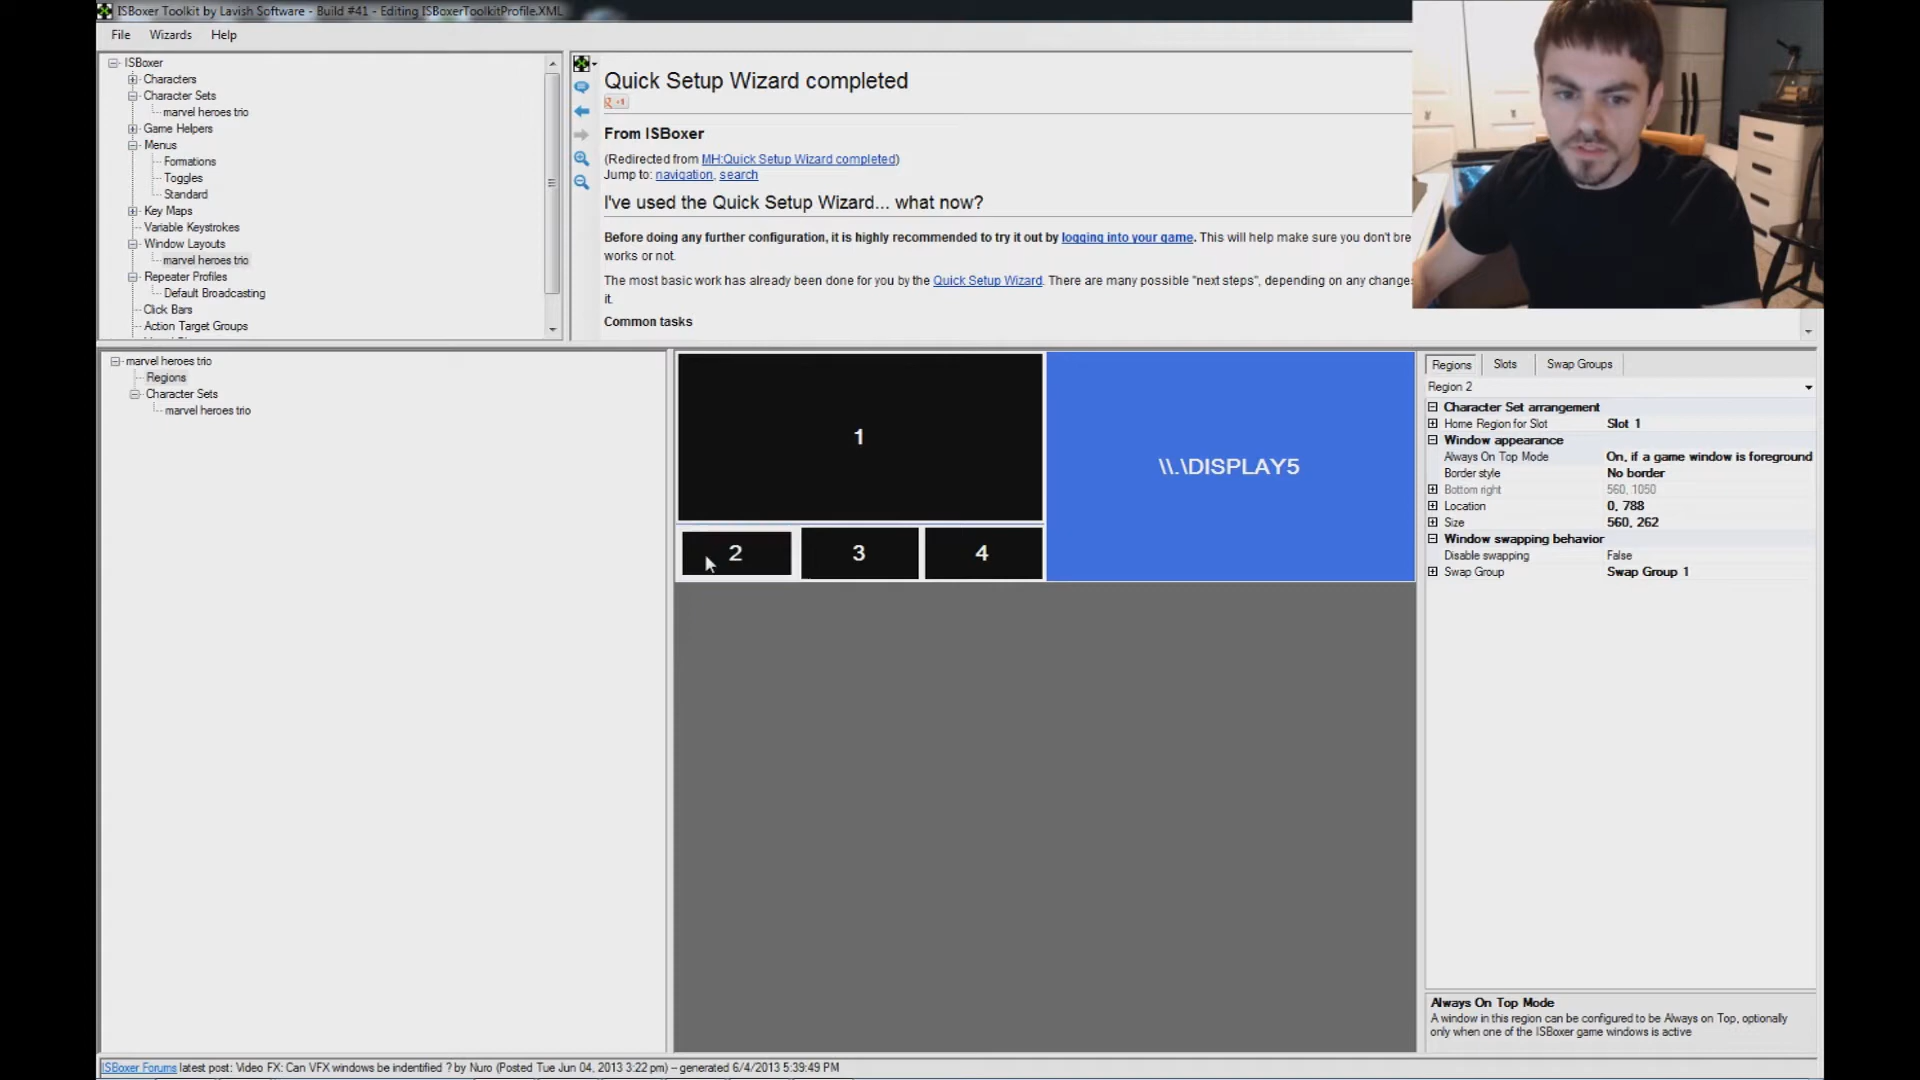 ISBoxer Toolkit by Lavish Software - Build #41 - Editing ISBoxerToolkitProfile.XML
File Wizards Help
ISBoxer
Characters
Character Sets
marvel heroes trio
Game Helpers
Menus
Formations
Toggles
Standard
Key Maps
Variable Keystrokes
Window Layouts
marvel heroes trio
Repeater Profiles
Default Broadcasting
Click Bars
Action Target Groups
Quick Setup Wizard completed
+1
From ISBoxer
(Redirected from MH:Quick Setup Wizard completed)
Jump to: navigation, search
I've used the Quick Setup Wizard... what now?
Before doing any further configuration, it is highly recommended to try it out by logging into your game. This will help make sure you don't bre
works or not.
The most basic work has already been done for you by the Quick Setup Wizard. There are many possible "next steps", depending on any change
it.
Common tasks
marvel heroes trio
Regions
Character Sets
marvel heroes trio
1
2
3
4
\\.\DISPLAY5
Regions Slots Swap Groups
Region 2
Character Set arrangement
Home Region for Slot Slot 1
Window appearance
Always On Top Mode On, if a game window is foreground
Border style No border
Bottom right 560, 1050
Location 0, 788
Size 560, 262
Window swapping behavior
Disable swapping False
Swap Group Swap Group 1
Always On Top Mode
A window in this region can be configured to be Always on Top, optionally
only when one of the ISBoxer game windows is active
ISBoxer Forums latest post: Video FX: Can VFX windows be indentified ? by Nuro (Posted Tue Jun 04, 2013 3:22 pm) -- generated 6/4/2013 5:39:49 PM